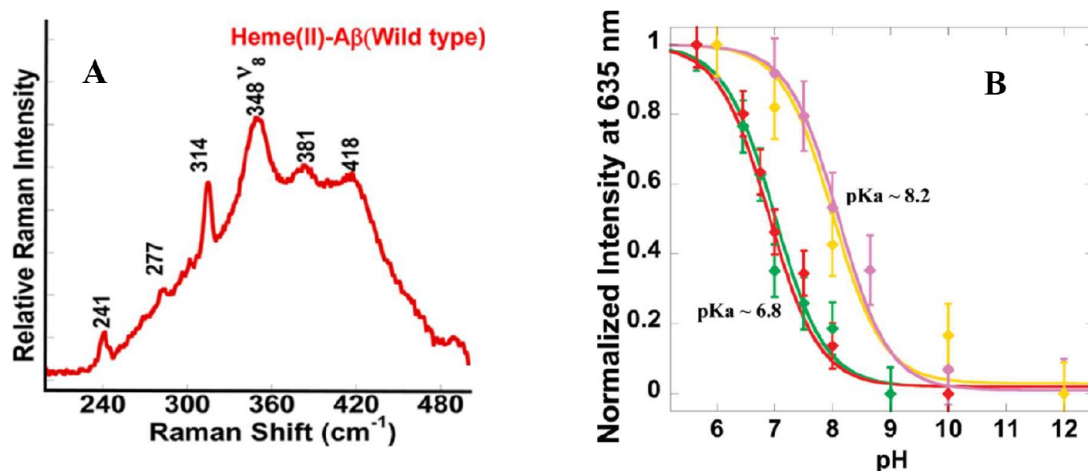 A
Heme(II)-Aβ(Wild type)
Relative Raman Intensity
241
277
314
348
ν8
381
418
240 300 360 420 480
Raman Shift (cm-1)
B
Normalized Intensity at 635 nm
1
0.8
0.6
0.4
0.2
0
pKa ~ 8.2
pKa ~ 6.8
6 7 8 9 10 11 12
pH